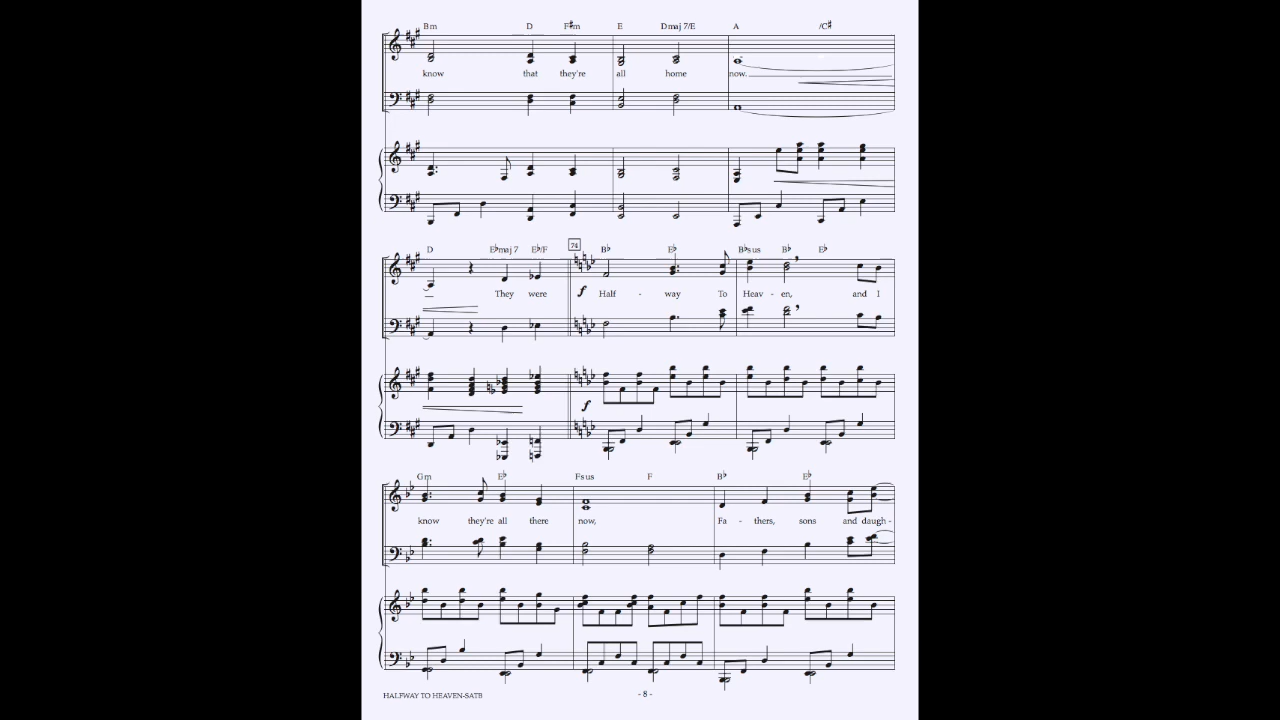 Bm D F♯m E Dmaj 7/E A /C♯
know that they're all home now.
D E♭maj 7 E♭/F 74 B♭ E♭ B♭sus B♭ E♭
They were f Half - way To Heav - en, and I
f
Gm E♭ Fsus F B♭ E♭
know they're all there now, Fa - thers, sons and daugh -
HALFWAY TO HEAVEN-SATB - 8 -